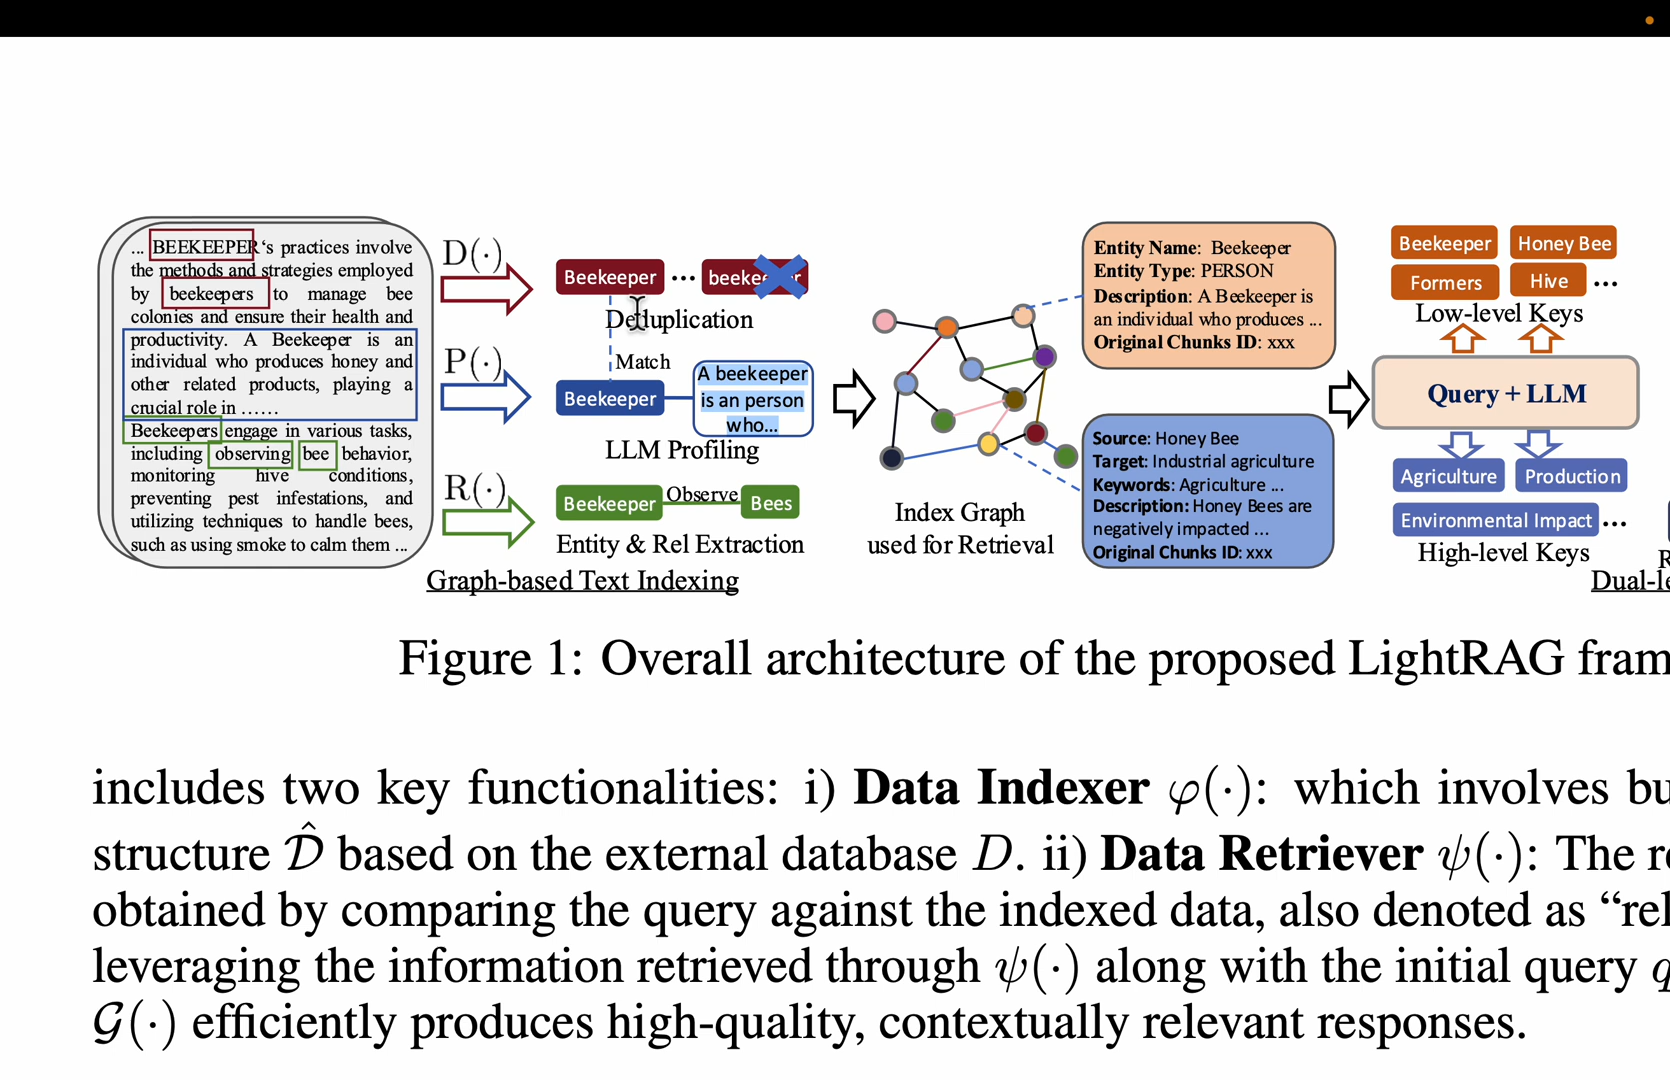 ... BEEKEEPER‘s practices involve
the methods and strategies employed
by beekeepers to manage bee
colonies and ensure their health and
productivity. A Beekeeper is an
individual who produces honey and
other related products, playing a
crucial role in ……
Beekeepers engage in various tasks,
including observing bee behavior,
monitoring hive conditions,
preventing pest infestations, and
utilizing techniques to handle bees,
such as using smoke to calm them ...
D(·)
P(·)
R(·)
Beekeeper ... beekeeper
Deduplication
Match
Beekeeper
A beekeeper
is an person
who...
LLM Profiling
Beekeeper Observe Bees
Entity & Rel Extraction
Graph-based Text Indexing
Index Graph
used for Retrieval
Entity Name: Beekeeper
Entity Type: PERSON
Description: A Beekeeper is
an individual who produces ...
Original Chunks ID: xxx
Source: Honey Bee
Target: Industrial agriculture
Keywords: Agriculture ...
Description: Honey Bees are
negatively impacted ...
Original Chunks ID: xxx
Beekeeper Honey Bee
Formers Hive ...
Low-level Keys
Query + LLM
Agriculture Production
Environmental Impact ...
High-level Keys
R
Dual-le
Figure 1: Overall architecture of the proposed LightRAG fram
includes two key functionalities: i) Data Indexer φ(·): which involves bu
structure D̂ based on the external database D. ii) Data Retriever ψ(·): The re
obtained by comparing the query against the indexed data, also denoted as “rel
leveraging the information retrieved through ψ(·) along with the initial query q
G(·) efficiently produces high-quality, contextually relevant responses.